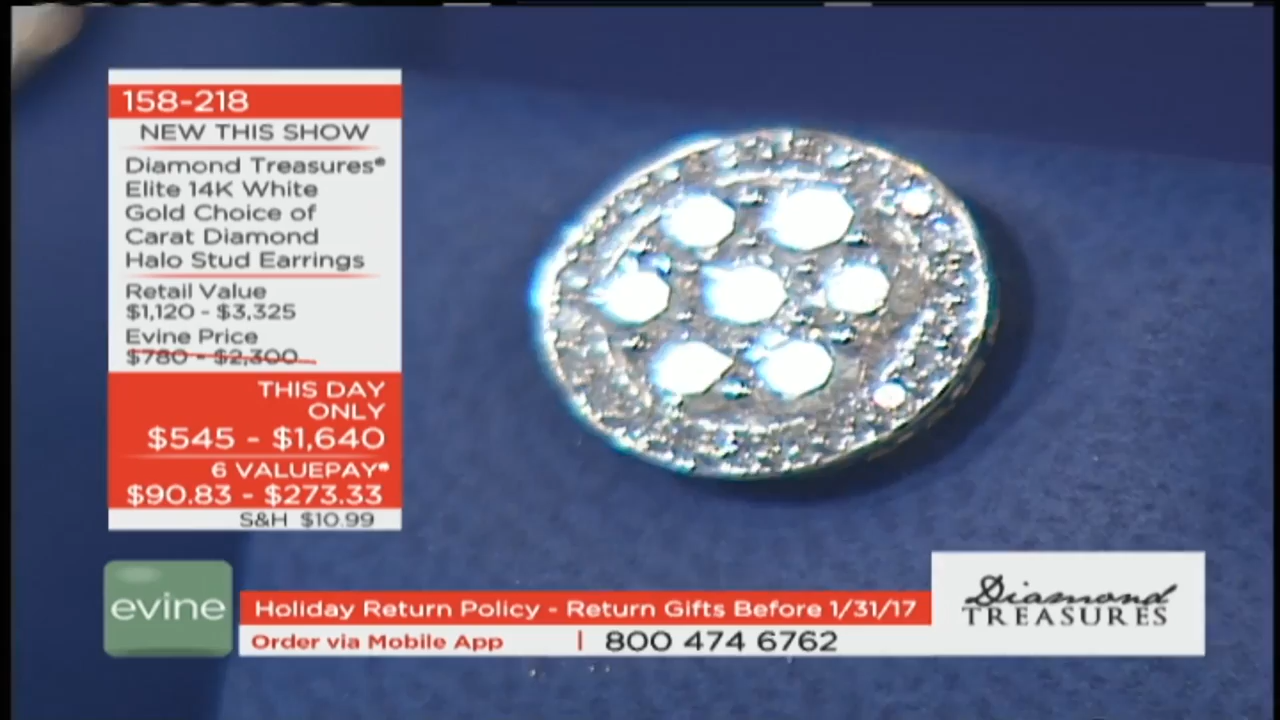 158-218
NEW THIS SHOW
Diamond Treasures®
Elite 14K White
Gold Choice of
Carat Diamond
Halo Stud Earrings
Retail Value
$1,120 - $3,325
Evine Price
$780 - $2,300
THIS DAY
ONLY
$545 - $1,640
6 VALUEPAY®
$90.83 - $273.33
S&H $10.99
evine
Holiday Return Policy - Return Gifts Before 1/31/17
Order via Mobile App | 800 474 6762
Diamond
TREASURES